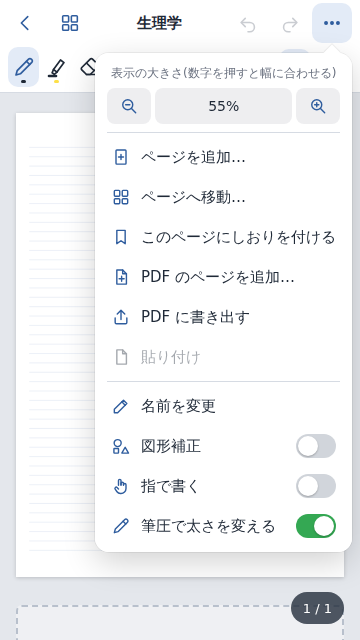 生理学
表示の大きさ(数字を押すと幅に合わせる)
55%
ページを追加…
ページへ移動…
このページにしおりを付ける
PDF のページを追加…
PDF に書き出す
貼り付け
名前を変更
図形補正
指で書く
筆圧で太さを変える
1 / 1